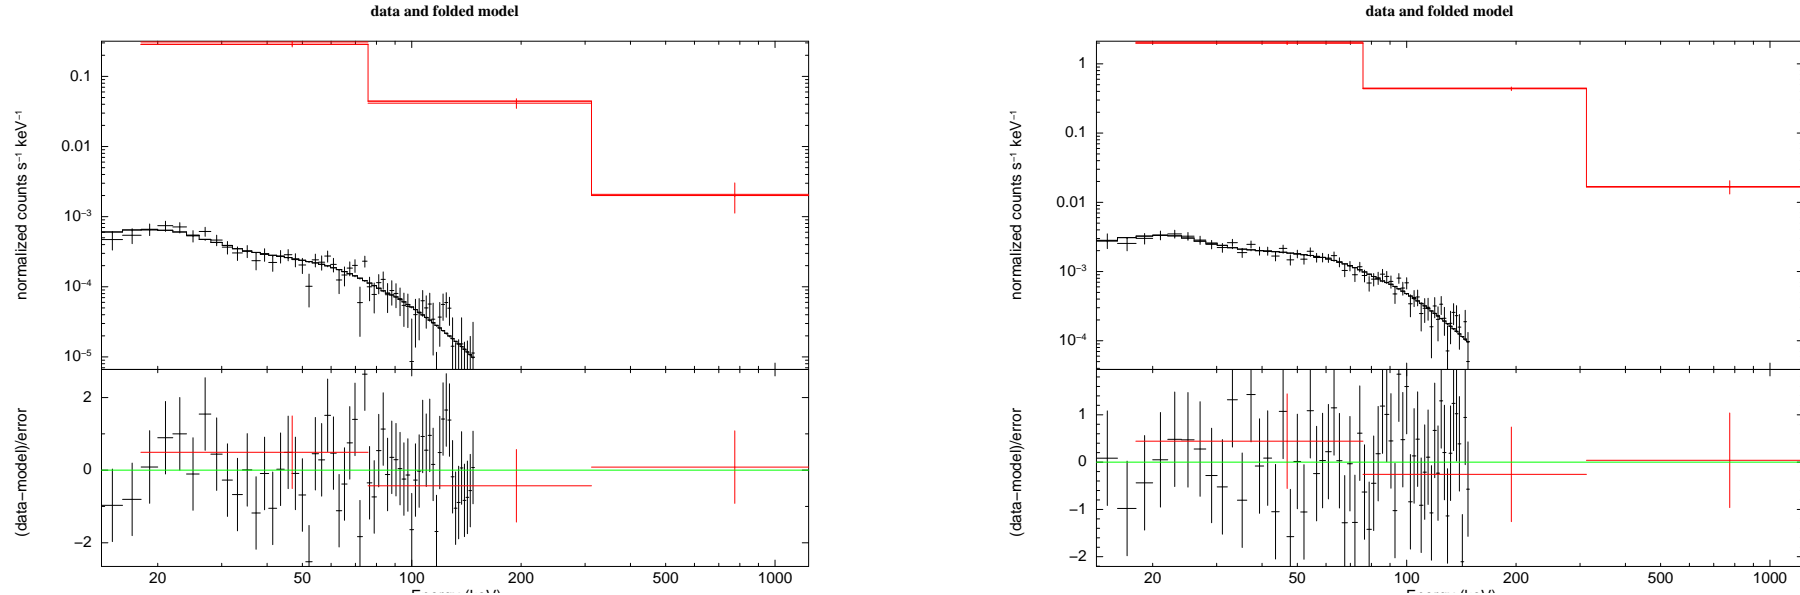 data and folded model
normalized counts s⁻¹ keV⁻¹
0.1
0.01
10⁻³
10⁻⁴
10⁻⁵
(data−model)/error
2
0
−2
20 50 100 200 500 1000
data and folded model
normalized counts s⁻¹ keV⁻¹
1
0.1
0.01
10⁻³
10⁻⁴
(data−model)/error
1
0
−1
−2
20 50 100 200 500 1000